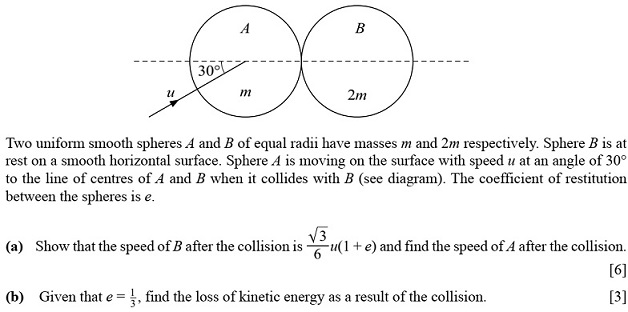 A B
30°
u m 2m
Two uniform smooth spheres A and B of equal radii have masses m and 2m respectively. Sphere B is at
rest on a smooth horizontal surface. Sphere A is moving on the surface with speed u at an angle of 30°
to the line of centres of A and B when it collides with B (see diagram). The coefficient of restitution
between the spheres is e.
(a) Show that the speed of B after the collision is √3/6 u(1 + e) and find the speed of A after the collision.
[6]
(b) Given that e = 1/3, find the loss of kinetic energy as a result of the collision. [3]